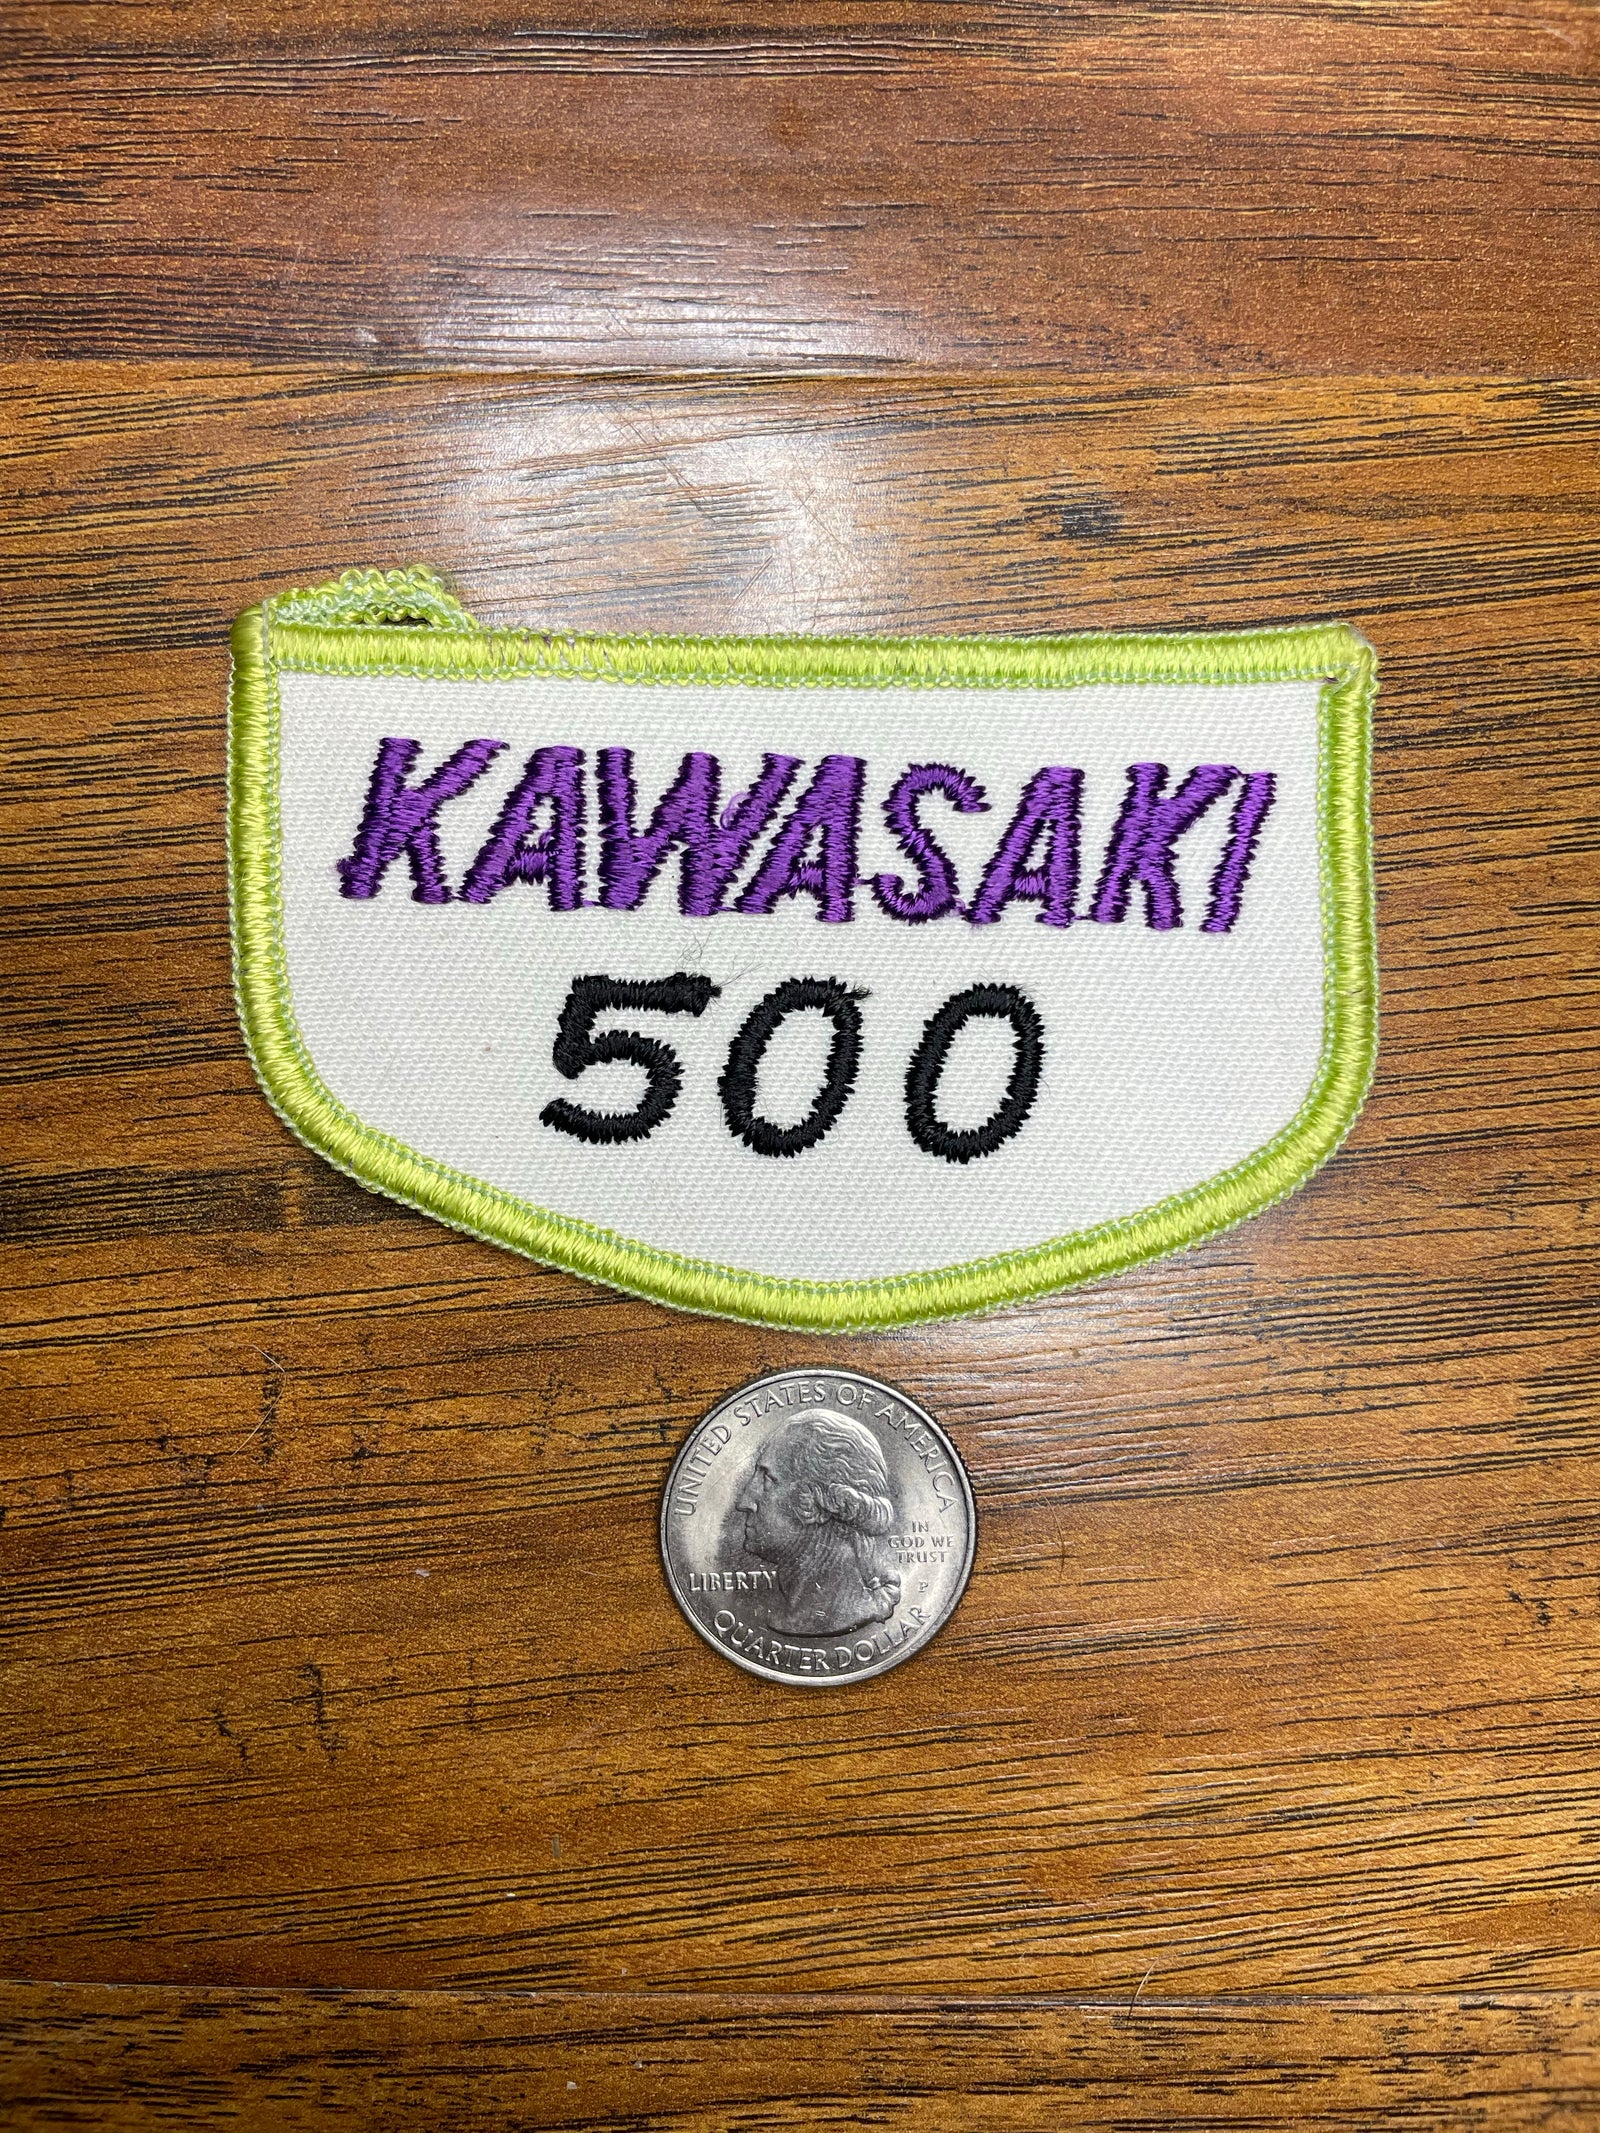 KAWASAKI
500
UNITED STATES OF AMERICA
IN
GOD WE
TRUST
LIBERTY
P
QUARTER DOLLAR